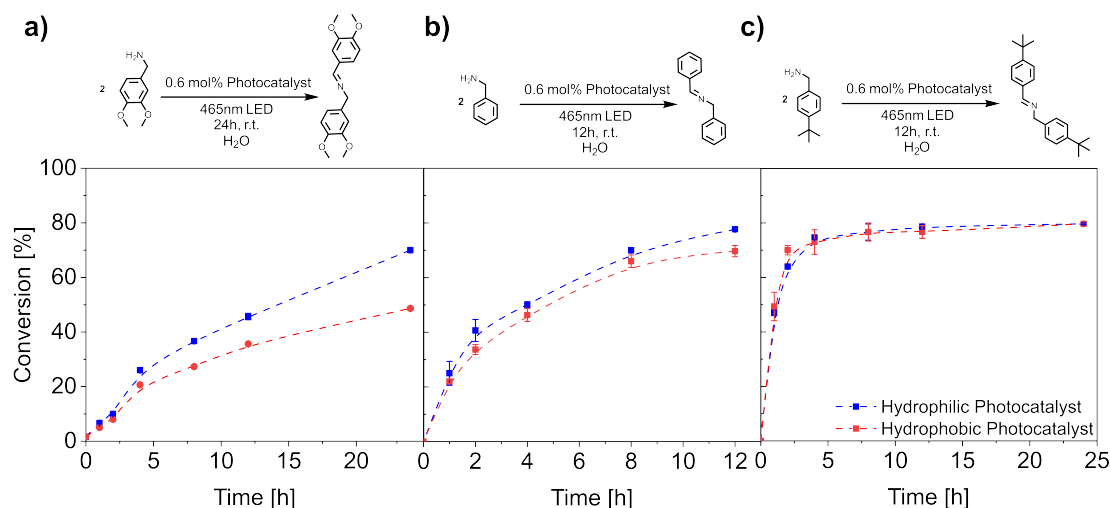 a)
H₂N
2
O
O
0.6 mol% Photocatalyst
465nm LED
24h, r.t.
H₂O
O
O
N
O
O
b)
H₂N
2
0.6 mol% Photocatalyst
465nm LED
12h, r.t.
H₂O
N
c)
H₂N
2
0.6 mol% Photocatalyst
465nm LED
12h, r.t.
H₂O
N
Conversion [%]
100
80
60
40
20
0
0 5 10 15 20
Time [h]
0 2 4 6 8 10 12
Time [h]
0 5 10 15 20 25
Time [h]
Hydrophilic Photocatalyst
Hydrophobic Photocatalyst